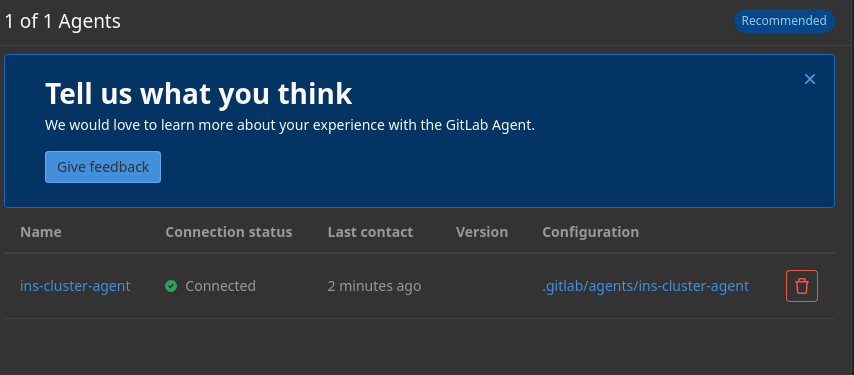 1 of 1 Agents Recommended
Tell us what you think
We would love to learn more about your experience with the GitLab Agent.
Give feedback
Name Connection status Last contact Version Configuration
ins-cluster-agent Connected 2 minutes ago .gitlab/agents/ins-cluster-agent